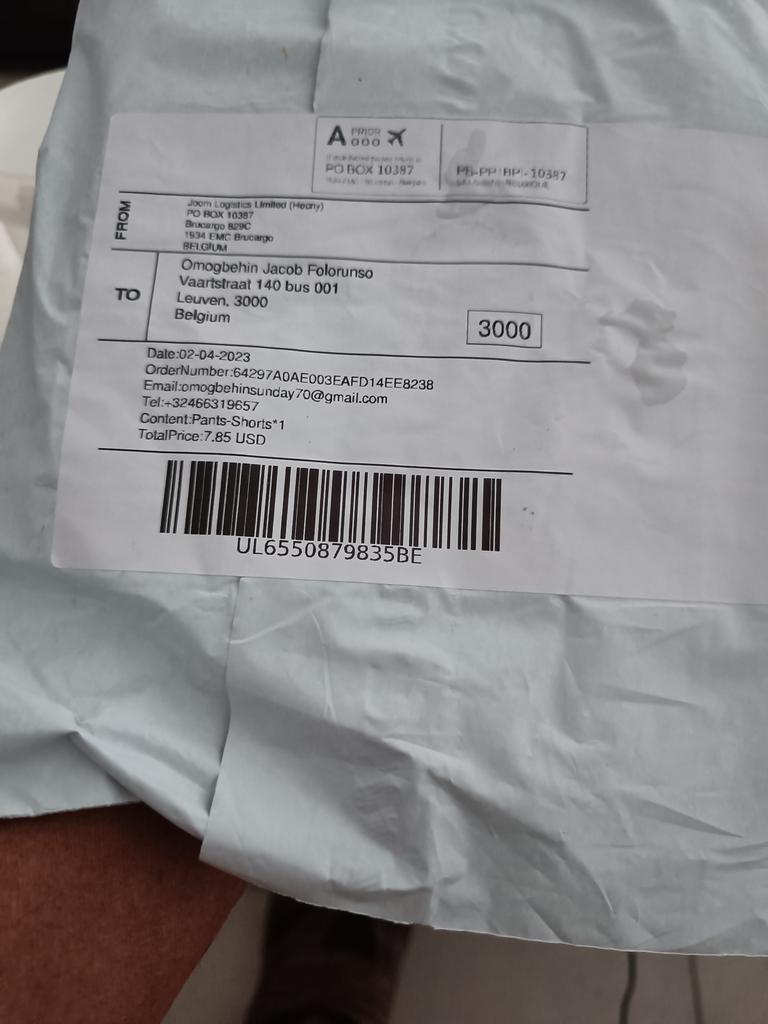 A PRIOR
PO BOX 10387
PB-PP|BPI-10387
FROM
Joom Logistics Limited (Hecny)
PO BOX 10387
Brucargo 829C
1934 EMC Brucargo
BELGIUM
TO
Omogbehin Jacob Folorunso
Vaartstraat 140 bus 001
Leuven, 3000
Belgium
3000
Date:02-04-2023
OrderNumber:64297A0AE003EAFD14EE8238
Email:omogbehinsunday70@gmail.com
Tel:+32466319657
Content:Pants-Shorts*1
TotalPrice:7.85 USD
UL6550879835BE